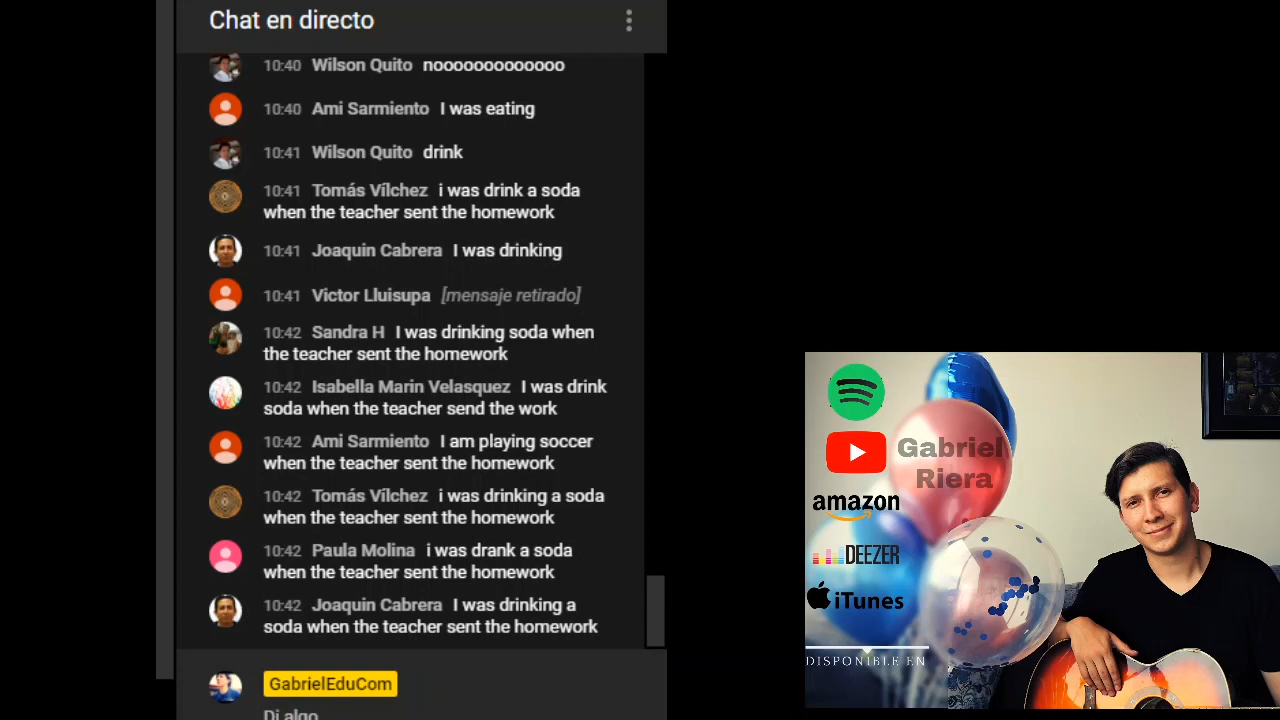 Chat en directo
10:40 Wilson Quito nooooooooooooo
10:40 Ami Sarmiento I was eating
10:41 Wilson Quito drink
10:41 Tomás Vílchez i was drink a soda
when the teacher sent the homework
10:41 Joaquin Cabrera I was drinking
10:41 Victor Lluisupa [mensaje retirado]
10:42 Sandra H I was drinking soda when
the teacher sent the homework
10:42 Isabella Marin Velasquez I was drink
soda when the teacher send the work
10:42 Ami Sarmiento I am playing soccer
when the teacher sent the homework
10:42 Tomás Vílchez i was drinking a soda
when the teacher sent the homework
10:42 Paula Molina i was drank a soda
when the teacher sent the homework
10:42 Joaquin Cabrera I was drinking a
soda when the teacher sent the homework
GabrielEduCom
Di algo
Gabriel
Riera
amazon
DEEZER
iTunes
DISPONIBLE EN